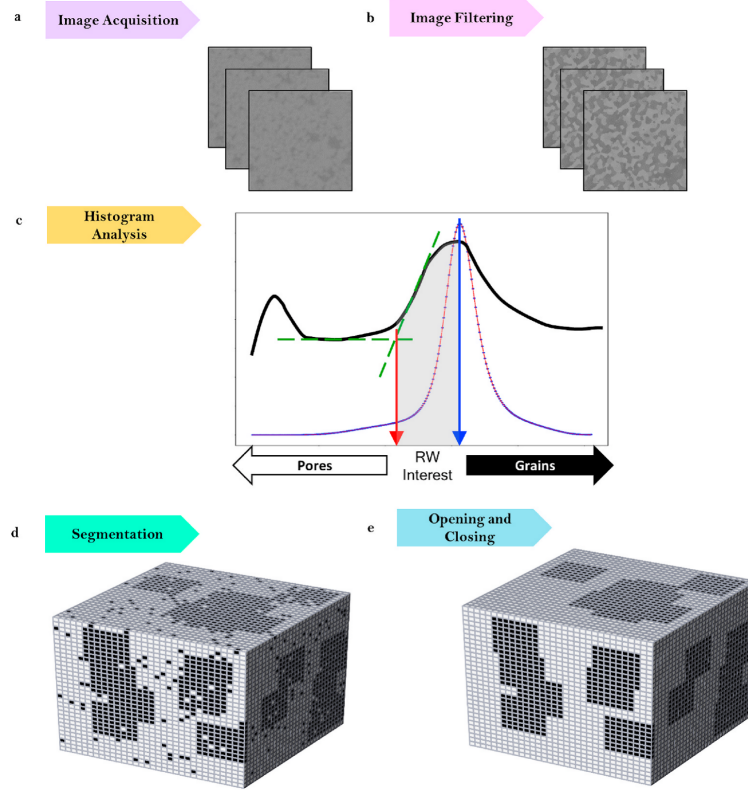 a
Image Acquisition
b
Image Filtering
c
Histogram
Analysis
Pores
RW
Interest
Grains
d
Segmentation
e
Opening and
Closing